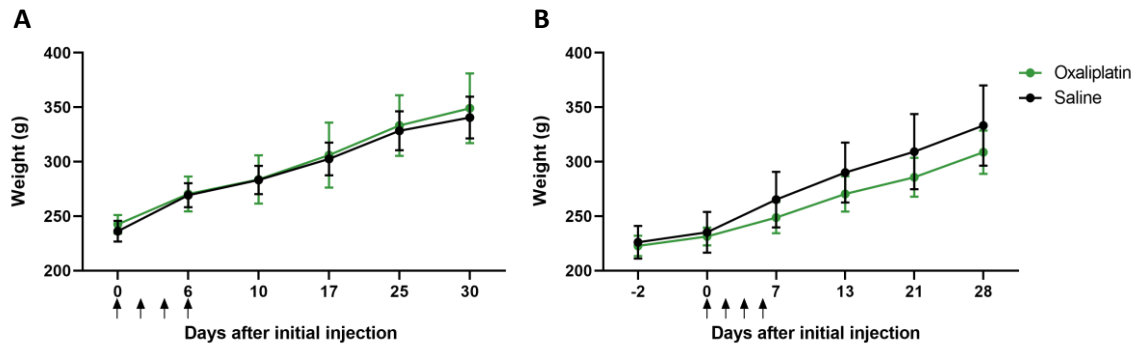 A
Weight (g)
400
350
300
250
200
0 6 10 17 25 30
Days after initial injection
B
Weight (g)
400
350
300
250
200
-2 0 7 13 21 28
Days after initial injection
Oxaliplatin
Saline